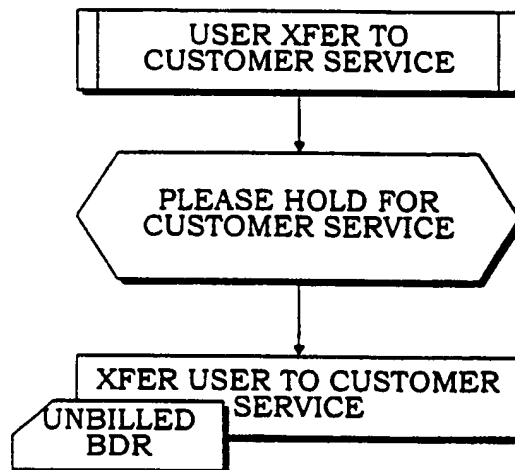 USER XFER TO
CUSTOMER SERVICE
PLEASE HOLD FOR
CUSTOMER SERVICE
XFER USER TO CUSTOMER
SERVICE
UNBILLED
BDR